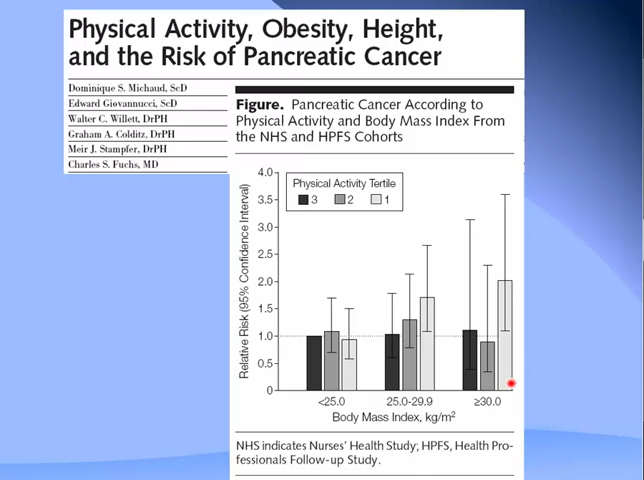 Physical Activity, Obesity, Height,
and the Risk of Pancreatic Cancer
Dominique S. Michaud, ScD
Edward Giovannucci, ScD
Walter C. Willett, DrPH
Graham A. Colditz, DrPH
Meir J. Stampfer, DrPH
Charles S. Fuchs, MD
Figure. Pancreatic Cancer According to
Physical Activity and Body Mass Index From
the NHS and HPFS Cohorts
Relative Risk (95% Confidence Interval)
4.0
3.5
3.0
2.5
2.0
1.5
1.0
0.5
0
Physical Activity Tertile
3 2 1
<25.0 25.0-29.9 ≥30.0
Body Mass Index, kg/m²
NHS indicates Nurses' Health Study; HPFS, Health Pro-
fessionals Follow-up Study.